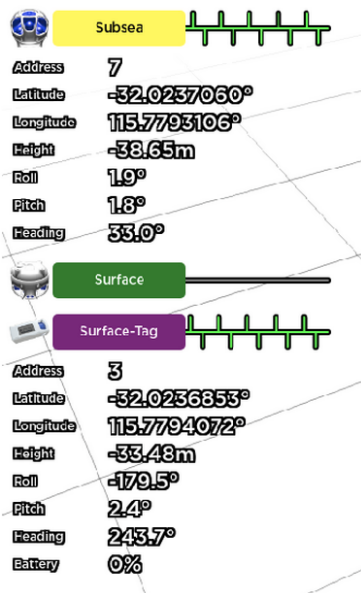 Subsea
Address 7
Latitude -32.0237060°
Longitude 115.7793106°
Height -38.65m
Roll 1.9°
Pitch 1.8°
Heading 33.0°
Surface
Surface-Tag
Address 3
Latitude -32.0236853°
Longitude 115.7794072°
Height -33.48m
Roll -179.5°
Pitch 2.4°
Heading 243.7°
Battery 0%